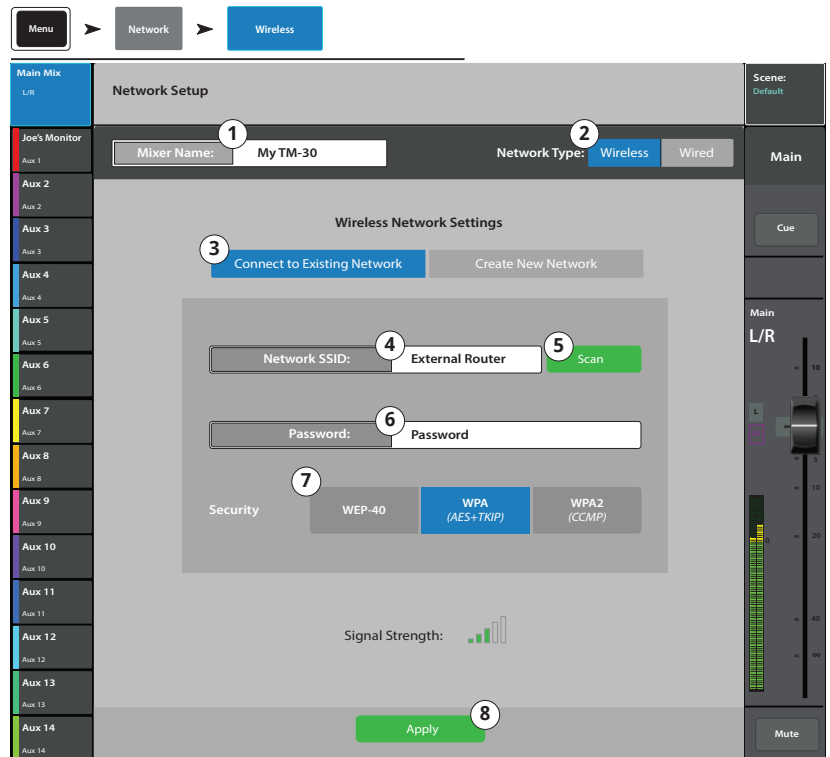 Menu Network Wireless
Main Mix
L/R
Network Setup
Scene:
Default
Joe's Monitor
Aux 1
1
Mixer Name: My TM-30
2
Network Type: Wireless Wired
Main
Aux 2
Aux 2
Aux 3
Aux 3
Wireless Network Settings
Cue
3
Connect to Existing Network Create New Network
Aux 4
Aux 4
Aux 5
Aux 5
Main
L/R
4
5
Network SSID: External Router Scan
Aux 6
Aux 6
10
Aux 7
Aux 7
6
Password: Password
L
Aux 8
Aux 8
5
7
Security
WEP-40
WPA
(AES+TKIP)
WPA2
(CCMP)
10
Aux 9
Aux 9
Aux 10
Aux 10
0
20
Aux 11
Aux 11
Aux 12
Aux 12
Signal Strength:
40
∞
Aux 13
Aux 13
Aux 14
Aux 14
8
Apply
Mute